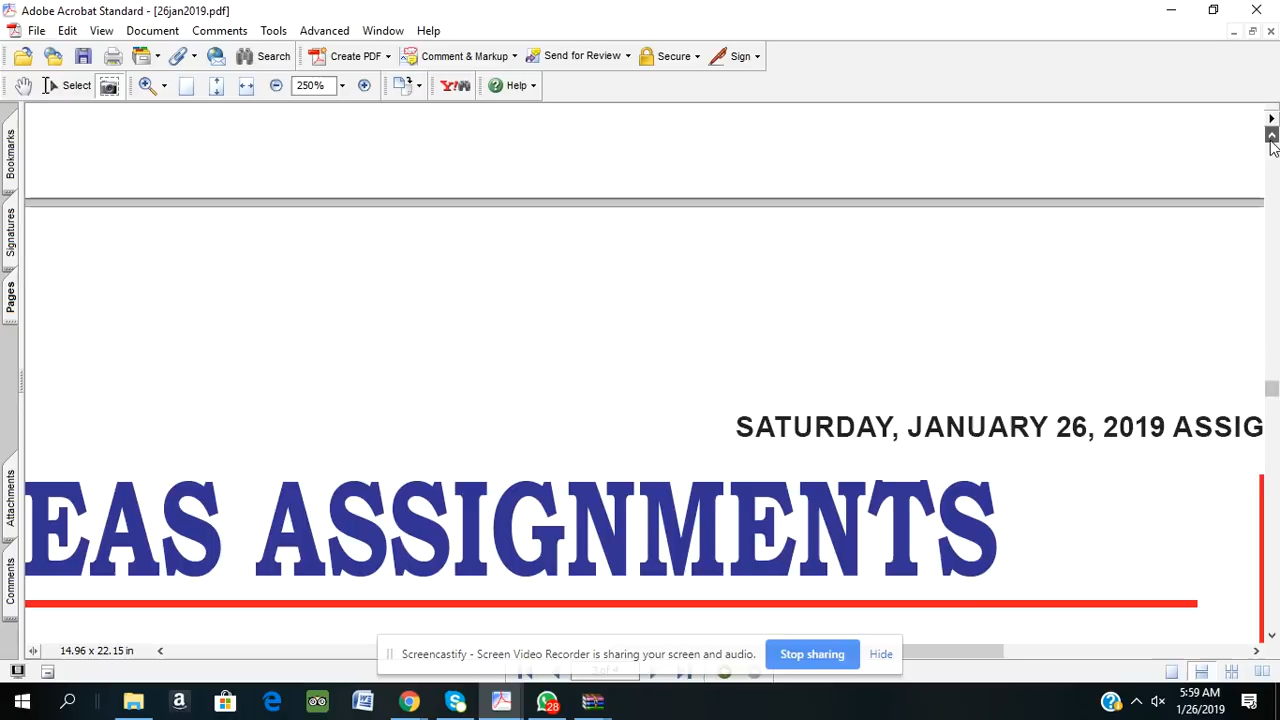 Adobe Acrobat Standard - [26jan2019.pdf]
File Edit View Document Comments Tools Advanced Window Help
Search Create PDF Comment & Markup Send for Review Secure Sign
Select 250% Help
Bookmarks
Signatures
Pages
Attachments
Comments
SATURDAY, JANUARY 26, 2019 ASSIG
EAS ASSIGNMENTS
14.96 x 22.15 in
Screencastify - Screen Video Recorder is sharing your screen and audio. Stop sharing Hide
28
5:59 AM
1/26/2019